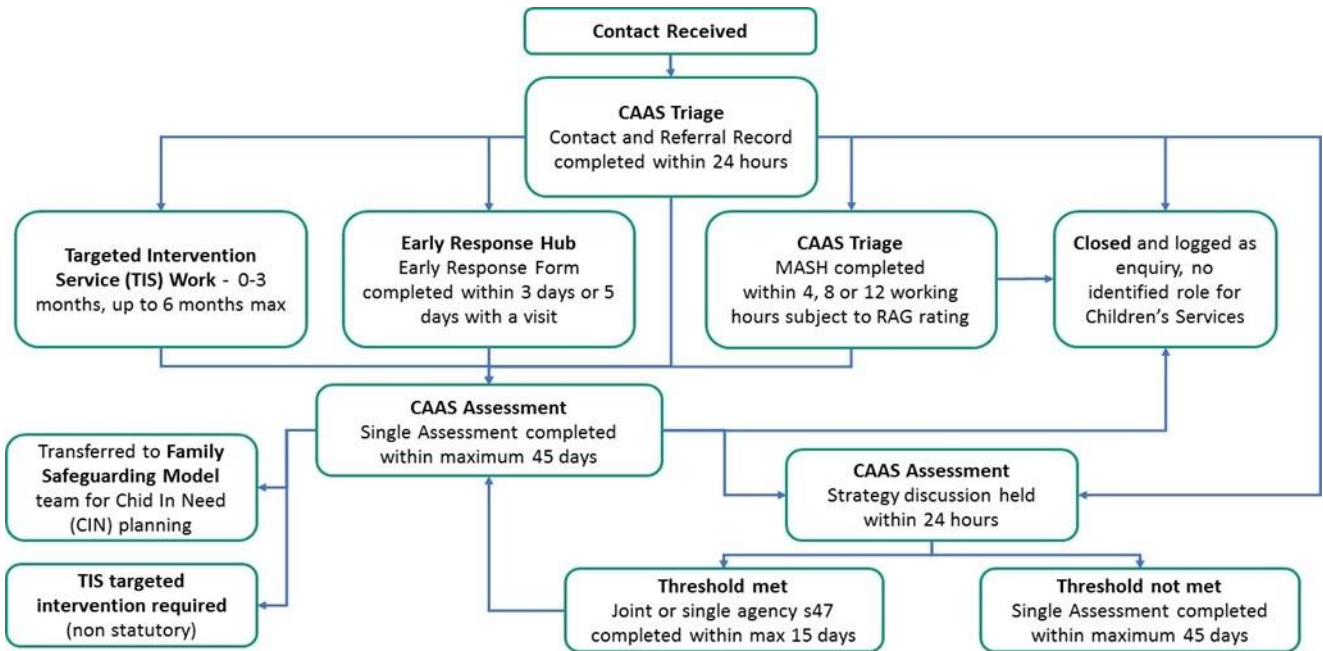 Contact Received
CAAS Triage
Contact and Referral Record
completed within 24 hours
Targeted Intervention
Service (TIS) Work - 0-3
months, up to 6 months max
Early Response Hub
Early Response Form
completed within 3 days or 5
days with a visit
CAAS Triage
MASH completed
within 4, 8 or 12 working
hours subject to RAG rating
Closed and logged as
enquiry, no
identified role for
Children’s Services
CAAS Assessment
Single Assessment completed
within maximum 45 days
Transferred to Family
Safeguarding Model
team for Chid In Need
(CIN) planning
CAAS Assessment
Strategy discussion held
within 24 hours
TIS targeted
intervention required
(non statutory)
Threshold met
Joint or single agency s47
completed within max 15 days
Threshold not met
Single Assessment completed
within maximum 45 days